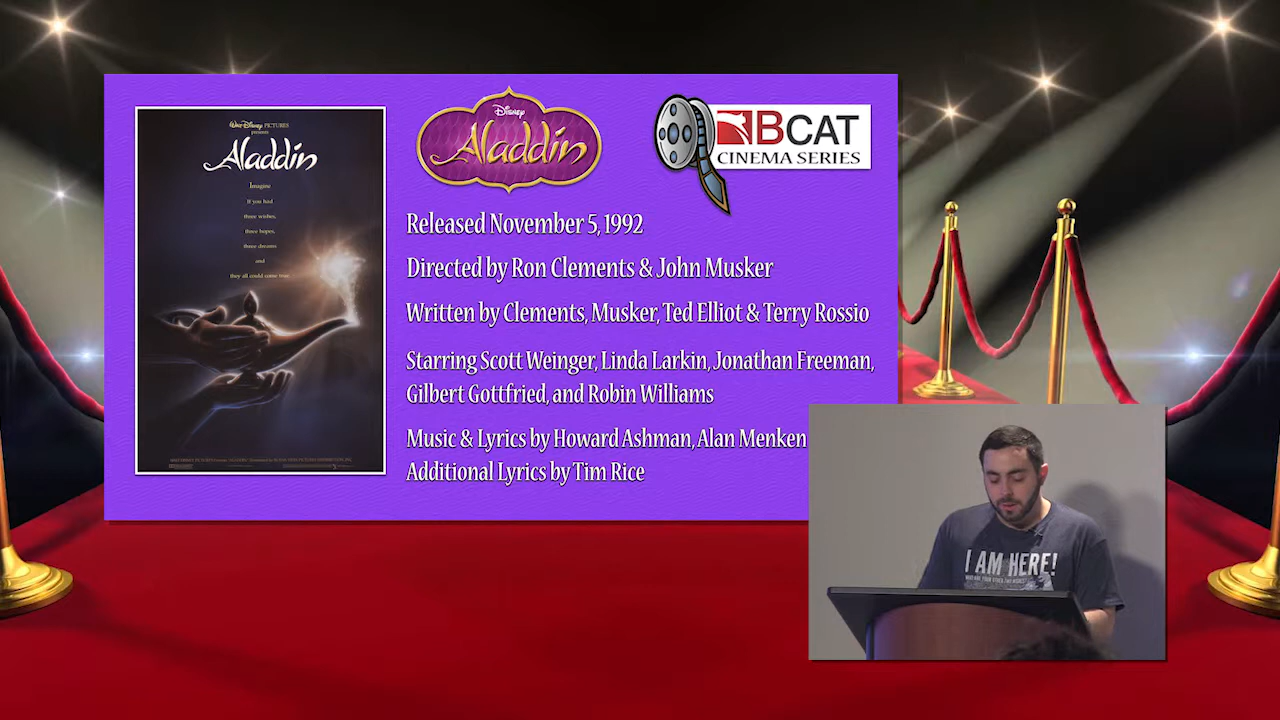 WALT DISNEY PICTURES
presents
Aladdin
Imagine
If you had
three wishes,
three hopes,
three dreams
and
they all could come true.
DISNEY
Aladdin
BCAT
CINEMA SERIES
Released November 5, 1992
Directed by Ron Clements & John Musker
Written by Clements, Musker, Ted Elliot & Terry Rossio
Starring Scott Weinger, Linda Larkin, Jonathan Freeman,
Gilbert Gottfried, and Robin Williams
Music & Lyrics by Howard Ashman, Alan Menken
Additional Lyrics by Tim Rice
I AM HERE!